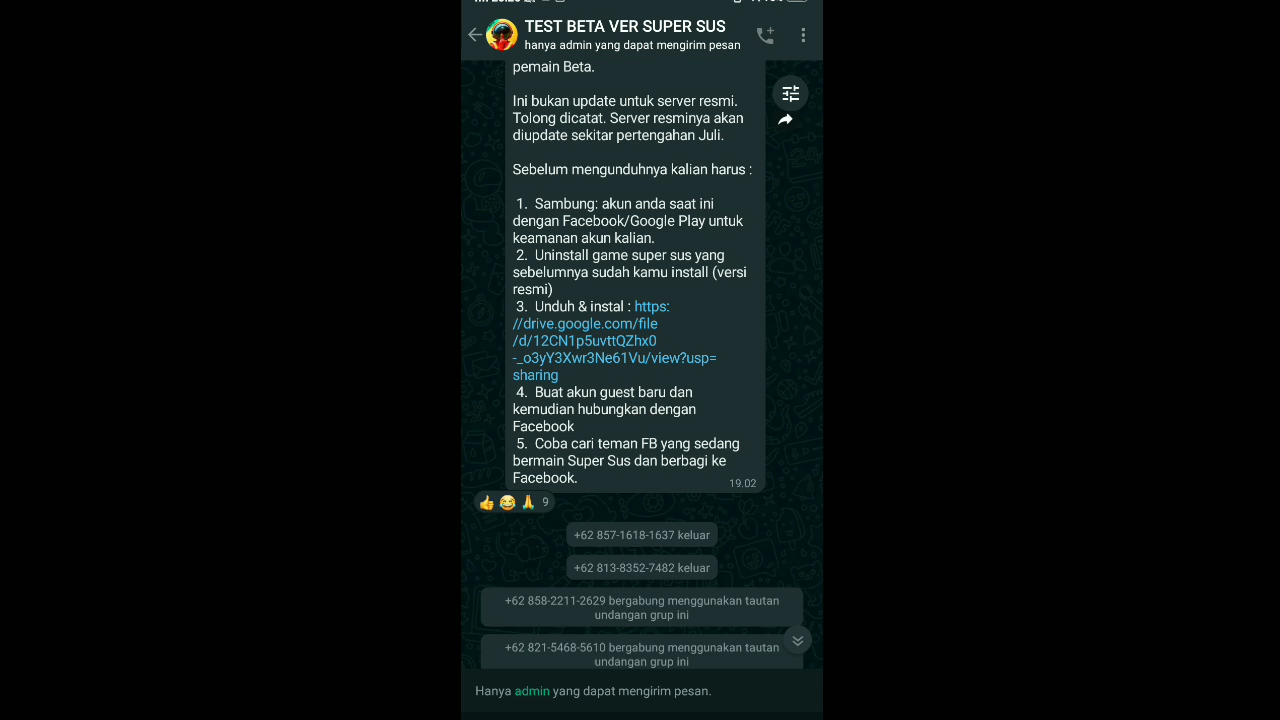 TEST BETA VER SUPER SUS
hanya admin yang dapat mengirim pesan
pemain Beta.
Ini bukan update untuk server resmi.
Tolong dicatat. Server resminya akan
diupdate sekitar pertengahan Juli.
Sebelum mengunduhnya kalian harus :
1. Sambung: akun anda saat ini
dengan Facebook/Google Play untuk
keamanan akun kalian.
2. Uninstall game super sus yang
sebelumnya sudah kamu install (versi
resmi)
3. Unduh & instal : https:
//drive.google.com/file
/d/12CN1p5uvttQZhx0
-_o3yY3Xwr3Ne61Vu/view?usp=
sharing
4. Buat akun guest baru dan
kemudian hubungkan dengan
Facebook
5. Coba cari teman FB yang sedang
bermain Super Sus dan berbagi ke
Facebook.
19.02
9
+62 857-1618-1637 keluar
+62 813-8352-7482 keluar
+62 858-2211-2629 bergabung menggunakan tautan
undangan grup ini
+62 821-5468-5610 bergabung menggunakan tautan
undangan grup ini
Hanya admin yang dapat mengirim pesan.